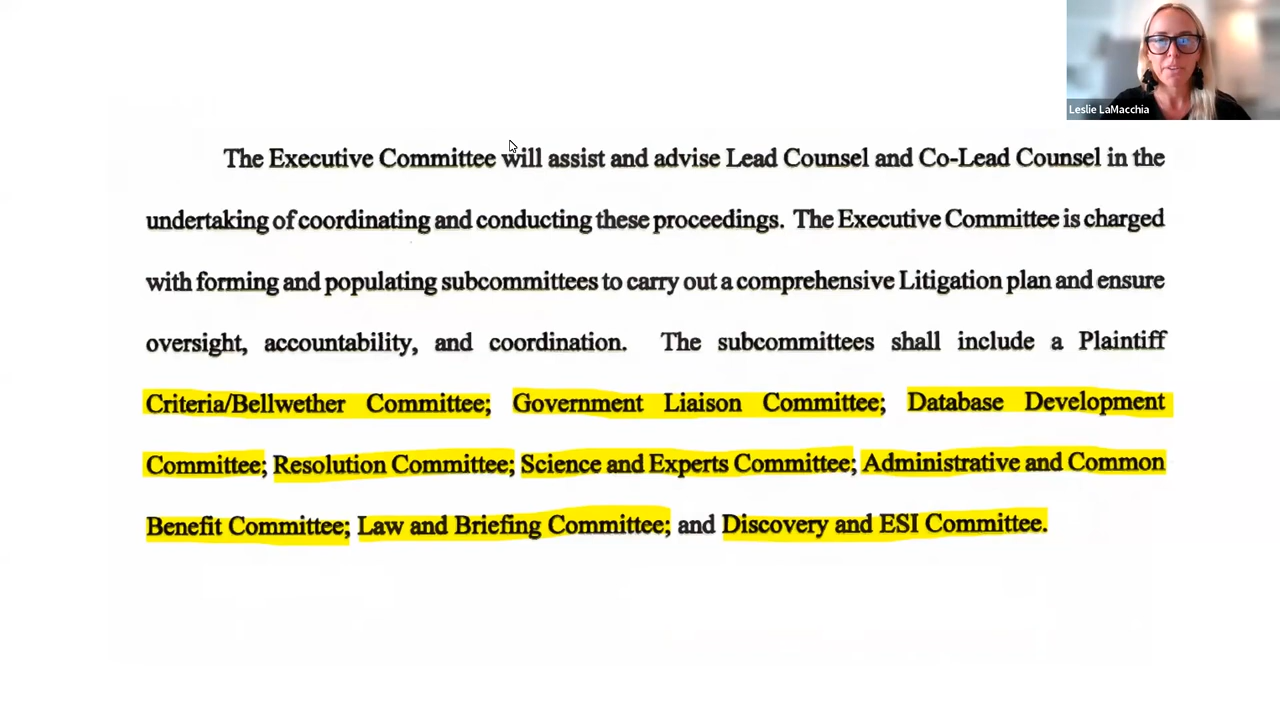 Leslie LaMacchia
The Executive Committee will assist and advise Lead Counsel and Co-Lead Counsel in the
undertaking of coordinating and conducting these proceedings. The Executive Committee is charged
with forming and populating subcommittees to carry out a comprehensive Litigation plan and ensure
oversight, accountability, and coordination. The subcommittees shall include a Plaintiff
Criteria/Bellwether Committee; Government Liaison Committee; Database Development
Committee; Resolution Committee; Science and Experts Committee; Administrative and Common
Benefit Committee; Law and Briefing Committee; and Discovery and ESI Committee.